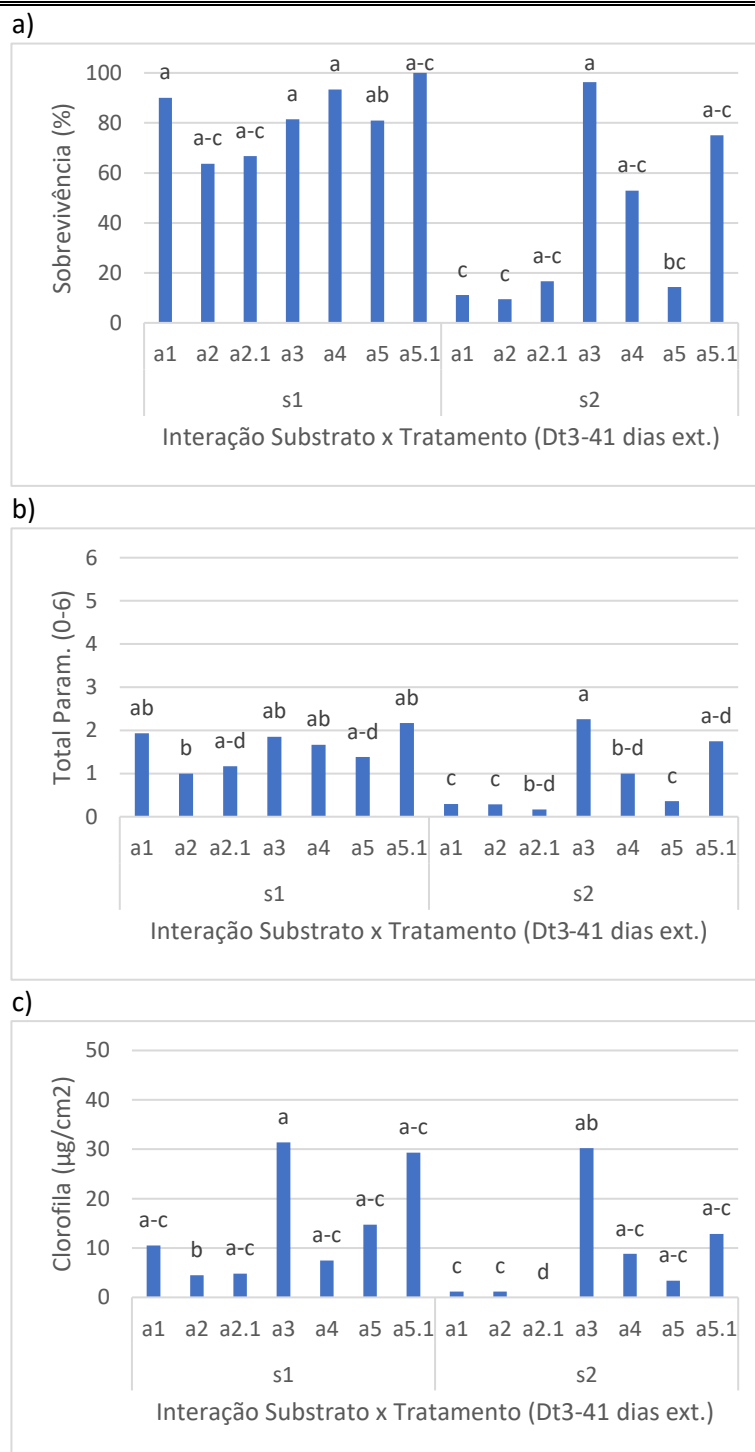 a)
a a-c a-c a a ab a-c c c a-c a a-c bc a-c
100
80
60
40
20
0
Sobrevivência (%)
a1 a2 a2.1 a3 a4 a5 a5.1 a1 a2 a2.1 a3 a4 a5 a5.1
s1 s2
Interação Substrato x Tratamento (Dt3-41 dias ext.)
b)
6
5
4
3
2
1
0
Total Param. (0-6)
ab b a-d ab ab a-d ab c c b-d a b-d c a-d
a1 a2 a2.1 a3 a4 a5 a5.1 a1 a2 a2.1 a3 a4 a5 a5.1
s1 s2
Interação Substrato x Tratamento (Dt3-41 dias ext.)
c)
50
40
30
20
10
0
Clorofila (µg/cm2)
a-c b a-c a a-c a-c a-c c c d ab a-c a-c a-c
a1 a2 a2.1 a3 a4 a5 a5.1 a1 a2 a2.1 a3 a4 a5 a5.1
s1 s2
Interação Substrato x Tratamento (Dt3-41 dias ext.)